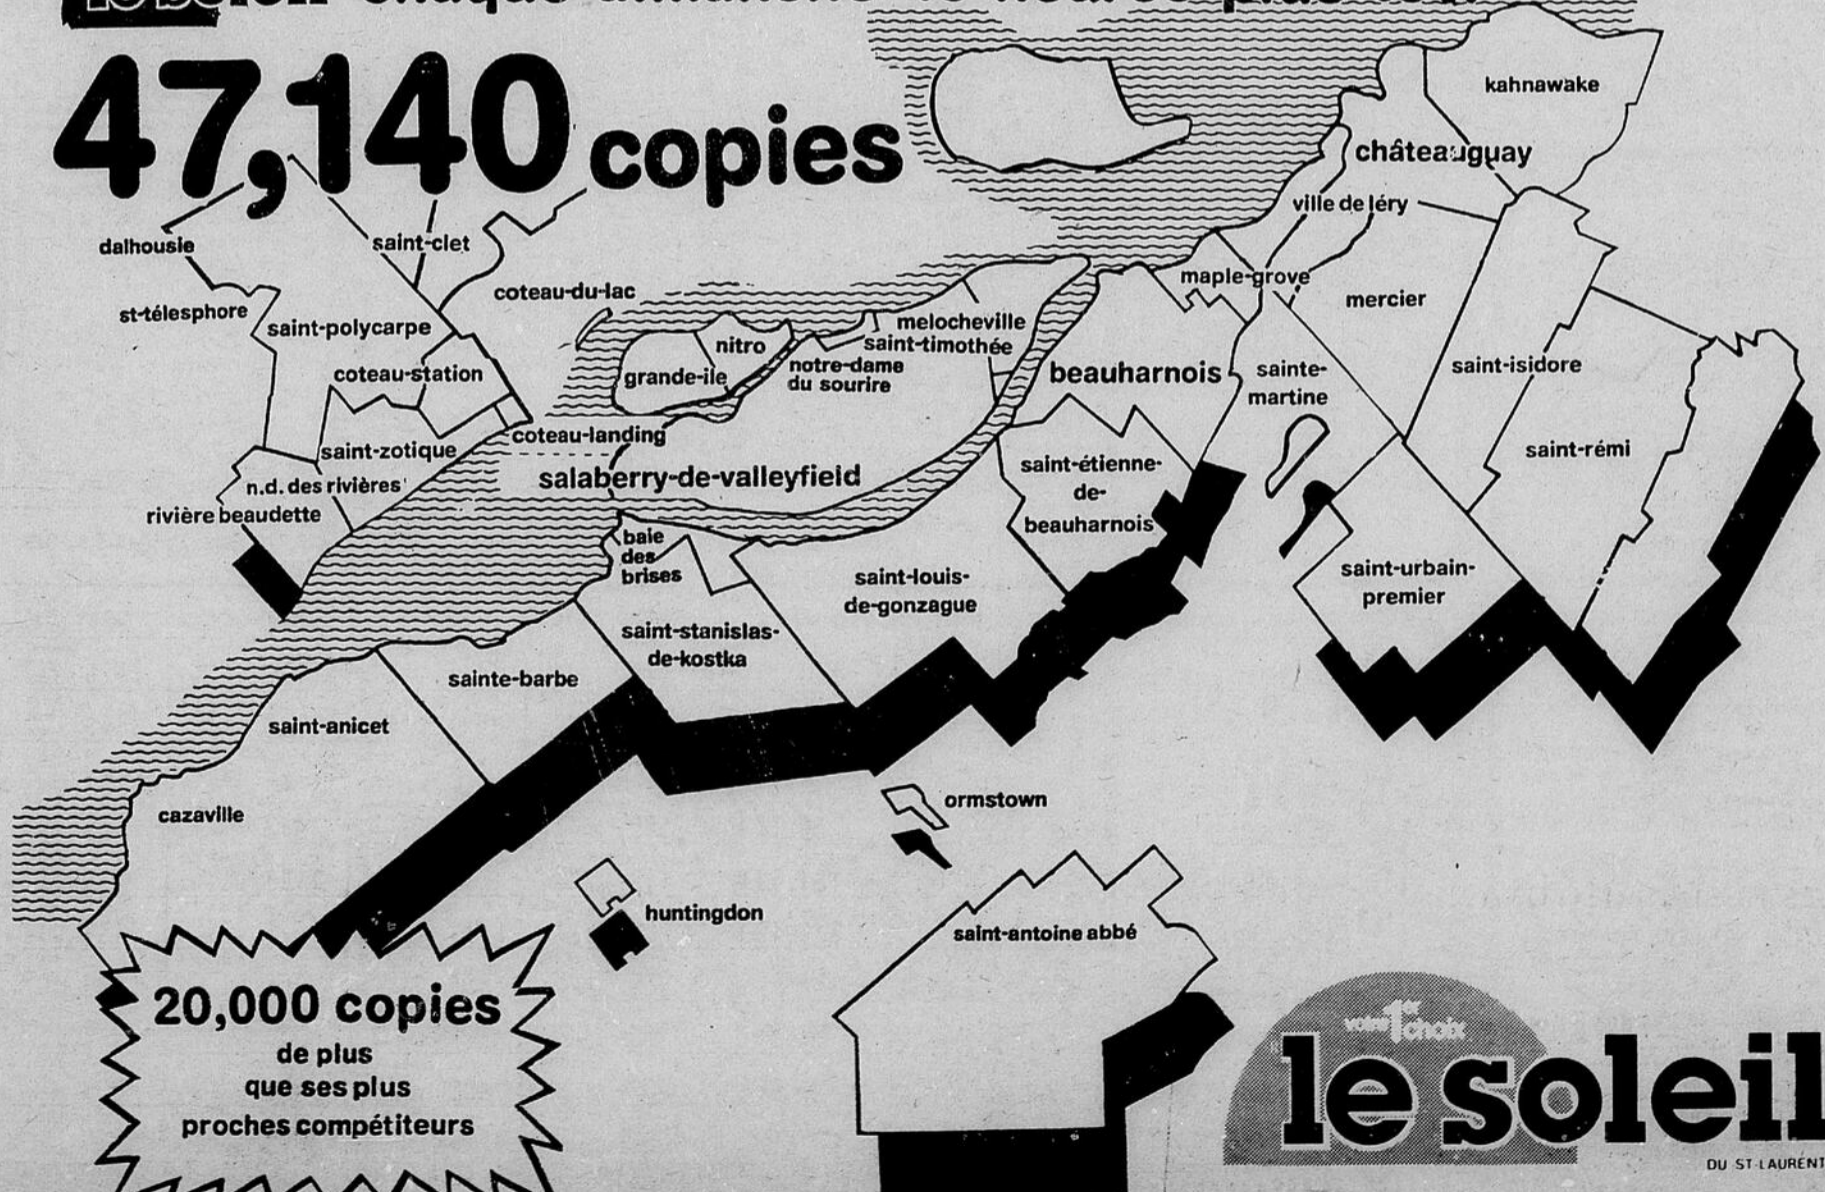 47,140 copies
kahnawake
châteauguay
ville de léry
dalhousie
saint-clet
maple-grove
coteau-du-lac
mercier
st-télesphore
saint-polycarpe
melocheville
saint-timothée
nitro
notre-dame
du sourire
grande-ile
coteau-station
beauharnois
sainte-
martine
saint-isidore
coteau-landing
saint-zotique
saint-rémi
salaberry-de-valleyfield
saint-étienne-
de-
beauharnois
n.d. des rivières
rivière beaudette
baie
des
brises
saint-louis-
de-gonzague
saint-urbain-
premier
saint-stanislas-
de-kostka
sainte-barbe
saint-anicet
cazaville
ormstown
huntingdon
saint-antoine abbé
20,000 copies
de plus
que ses plus
proches compétiteurs
votre 1er choix
le soleil
DU ST-LAURENT